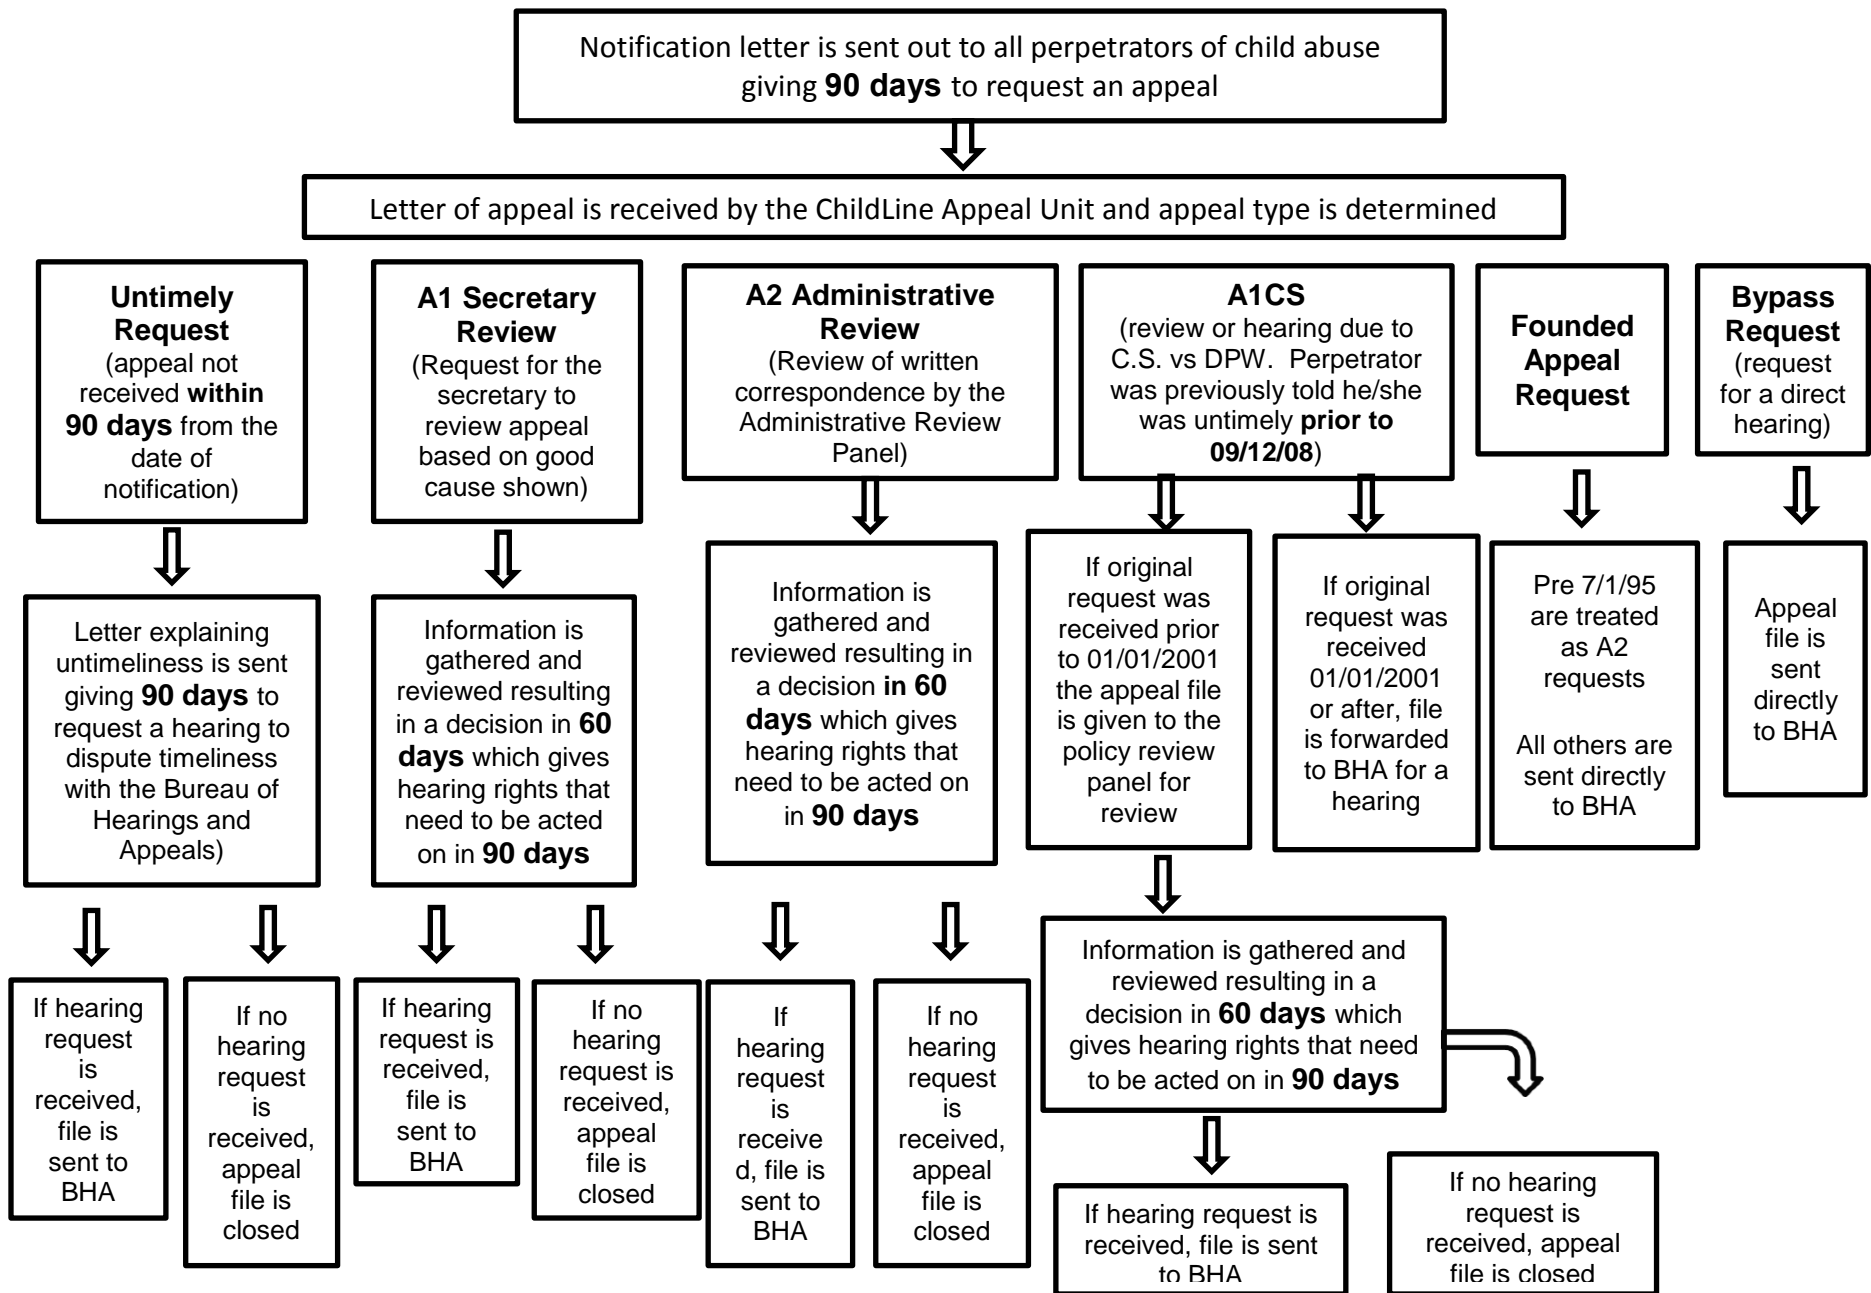 Notification letter is sent out to all perpetrators of child abuse
giving 90 days to request an appeal
Letter of appeal is received by the ChildLine Appeal Unit and appeal type is determined
Untimely
Request
(appeal not
received within
90 days from the
date of
notification)
A1 Secretary
Review
(Request for the
secretary to
review appeal
based on good
cause shown)
A2 Administrative
Review
(Review of written
correspondence by the
Administrative Review
Panel)
A1CS
(review or hearing due to
C.S. vs DPW.  Perpetrator
was previously told he/she
was untimely prior to
09/12/08)
Founded
Appeal
Request
Bypass
Request
(request
for a direct
hearing)
Letter explaining
untimeliness is sent
giving 90 days to
request a hearing to
dispute timeliness
with the Bureau of
Hearings and
Appeals)
Information is
gathered and
reviewed resulting
in a decision in 60
days which gives
hearing rights that
need to be acted
on in 90 days
Information is
gathered and
reviewed resulting in
a decision in 60
days which gives
hearing rights that
need to be acted on
in 90 days
If original
request was
received prior
to 01/01/2001
the appeal file
is given to the
policy review
panel for
review
If original
request was
received
01/01/2001
or after, file
is forwarded
to BHA for a
hearing
Pre 7/1/95
are treated
as A2
requests
All others are
sent directly
to BHA
Appeal
file is
sent
directly
to BHA
If hearing
request
is
received,
file is
sent to
BHA
If no
hearing
request
is
received,
appeal
file is
closed
If hearing
request is
received,
file is
sent to
BHA
If no
hearing
request is
received,
appeal
file is
closed
If
hearing
request
is
receive
d, file is
sent to
BHA
If no
hearing
request
is
received,
appeal
file is
closed
Information is gathered and
reviewed resulting in a
decision in 60 days which
gives hearing rights that need
to be acted on in 90 days
If hearing request is
received, file is sent
to BHA
If no hearing
request is
received, appeal
file is closed